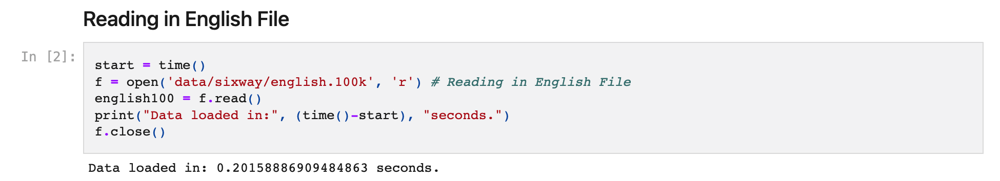 Reading in English File
In [2]:
start = time()
f = open('data/sixway/english.100k', 'r') # Reading in English File
english100 = f.read()
print("Data loaded in:", (time()-start), "seconds.")
f.close()
Data loaded in: 0.20158886909484863 seconds.